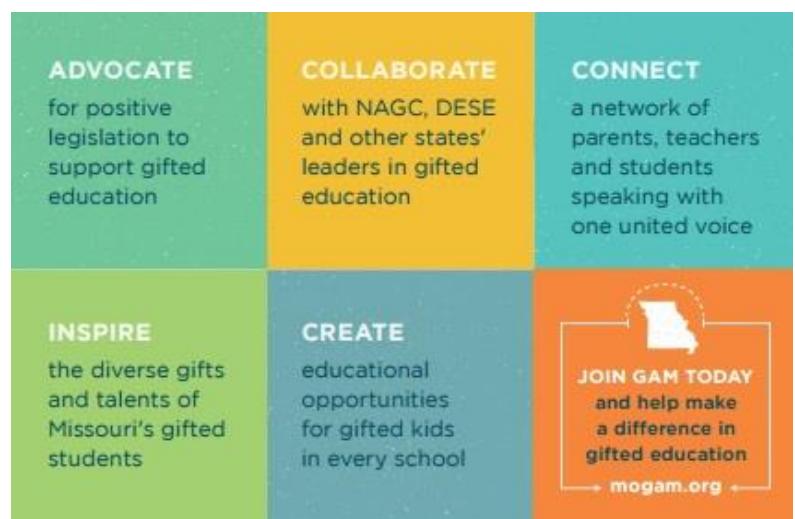 ADVOCATE
for positive
legislation to
support gifted
education
COLLABORATE
with NAGC, DESE
and other states'
leaders in gifted
education
CONNECT
a network of
parents, teachers
and students
speaking with
one united voice
INSPIRE
the diverse gifts
and talents of
Missouri's gifted
students
CREATE
educational
opportunities
for gifted kids
in every school
JOIN GAM TODAY
and help make
a difference in
gifted education
mogam.org